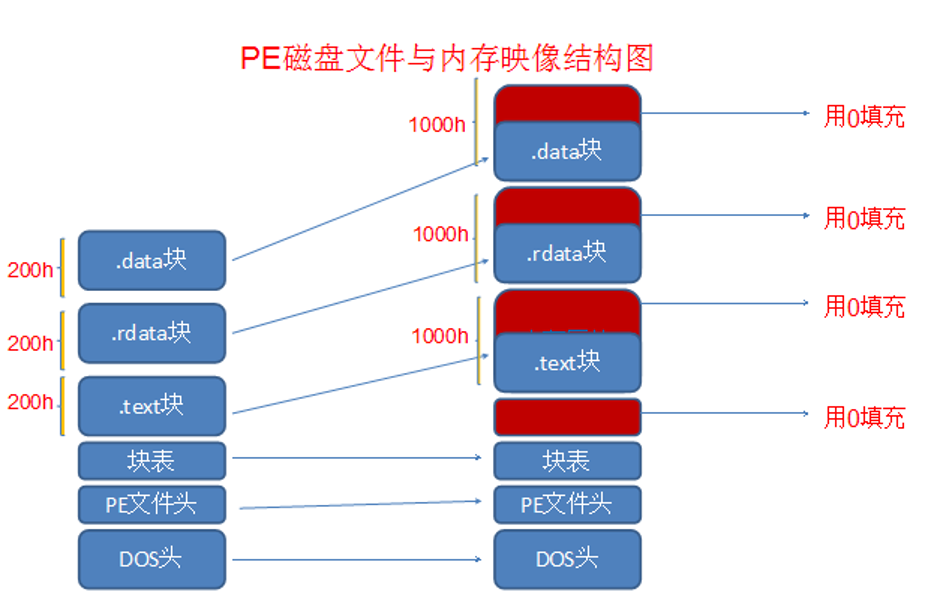 PE磁盘文件与内存映像结构图
1000h
用0填充
.data块
1000h
用0填充
.rdata块
200h
.data块
1000h
用0填充
.text块
200h
.rdata块
200h
.text块
用0填充
块表
块表
PE文件头
PE文件头
DOS头
DOS头